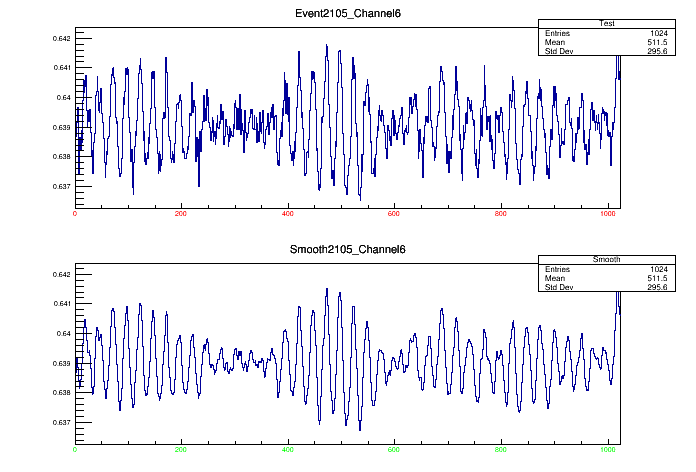 Event2105_Channel6
Test
Entries 1024
Mean 511.5
Std Dev 295.6
0.642
0.641
0.64
0.639
0.638
0.637
0 200 400 600 800 1000
Smooth2105_Channel6
Smooth
Entries 1024
Mean 511.5
Std Dev 295.6
0.642
0.641
0.64
0.639
0.638
0.637
0 200 400 600 800 1000